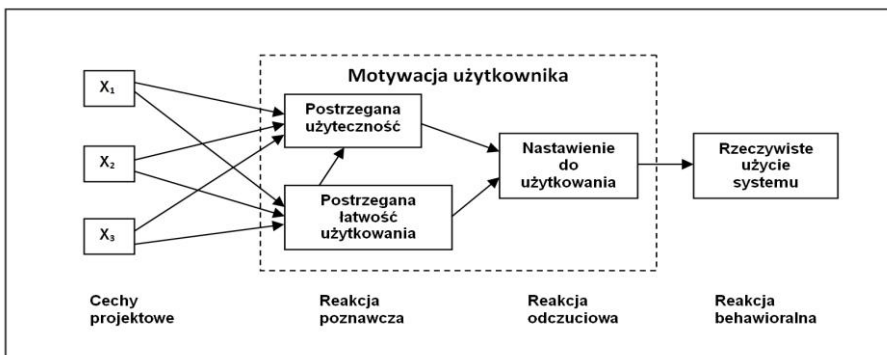 Motywacja użytkownika
X₁
Postrzegana
użyteczność
X₂
Nastawienie
do
użytkowania
Rzeczywiste
użycie
systemu
Postrzegana
łatwość
użytkowania
X₃
Cechy
projektowe
Reakcja
poznawcza
Reakcja
odczuciowa
Reakcja
behawioralna